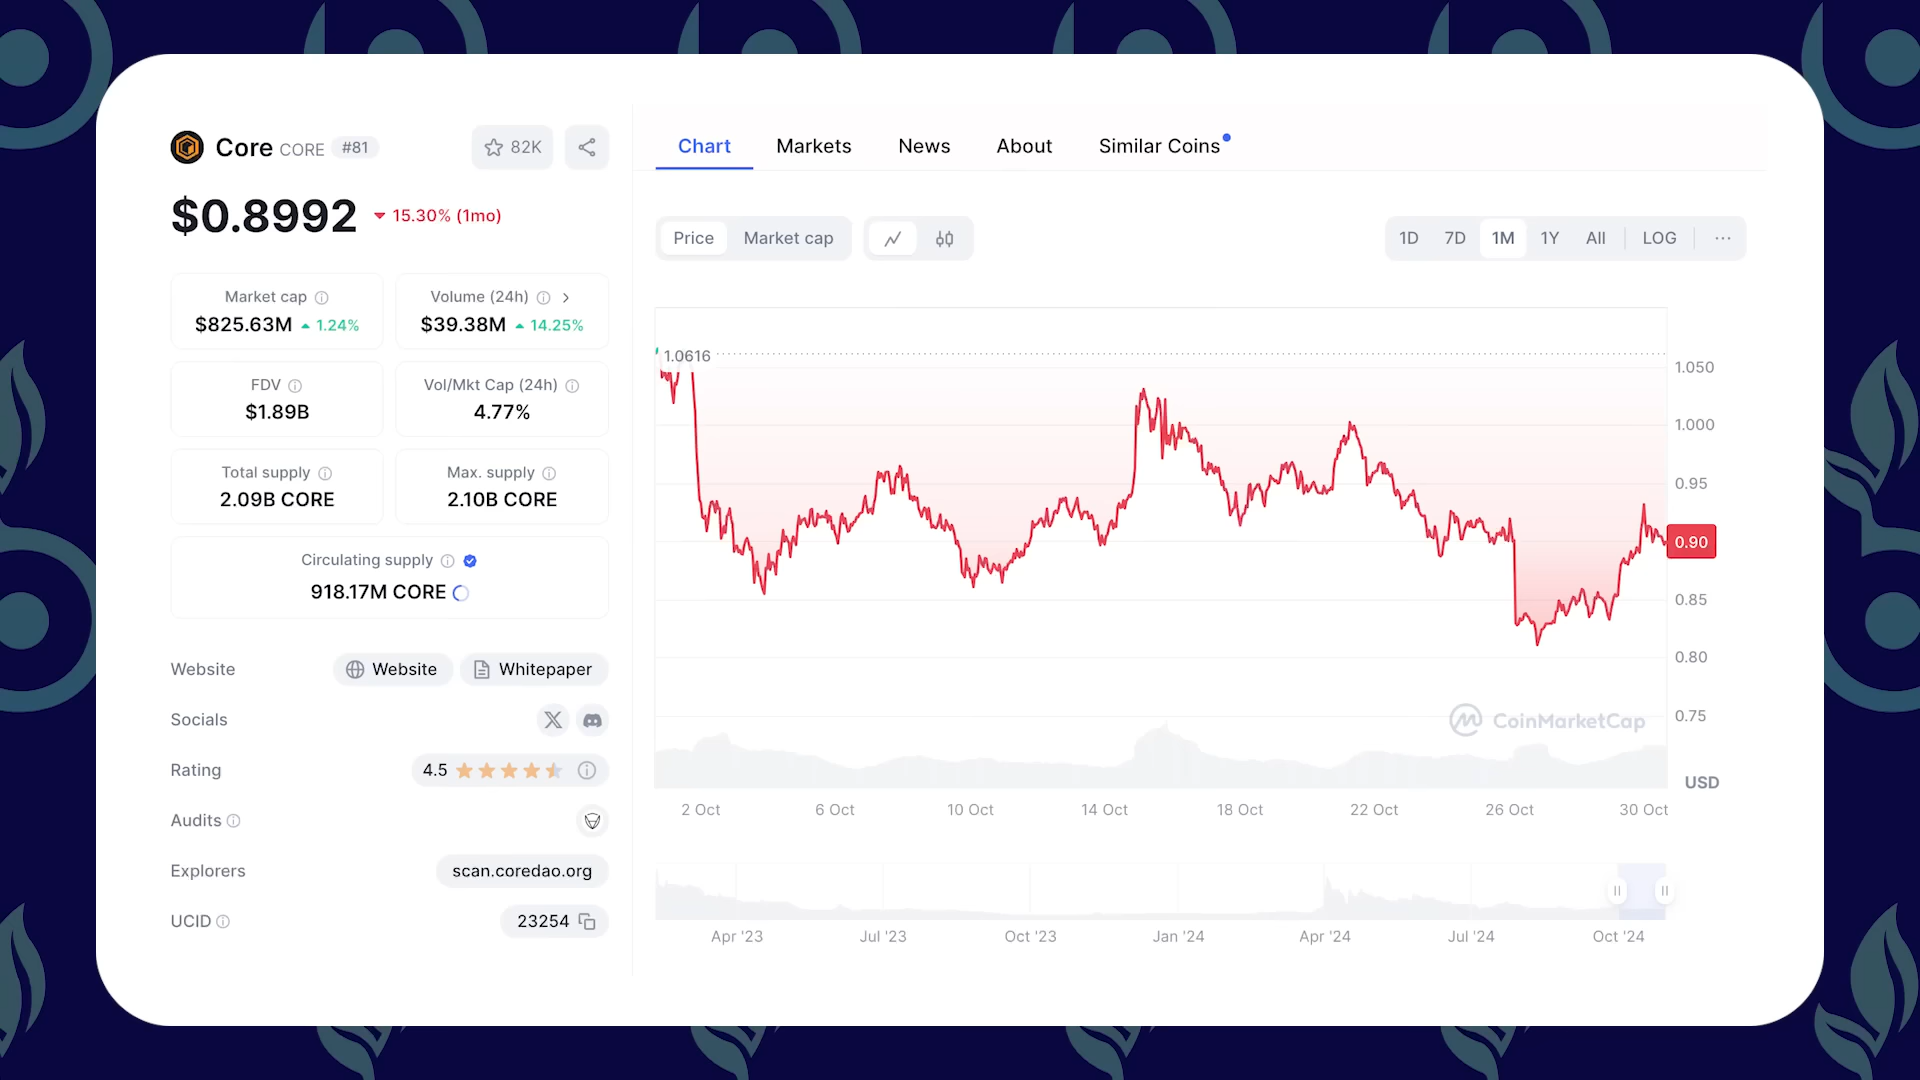 Core CORE #81
82K
$0.8992 15.30% (1mo)
Market cap
$825.63M 1.24%
Volume (24h)
$39.38M 14.25%
FDV
$1.89B
Vol/Mkt Cap (24h)
4.77%
Total supply
2.09B CORE
Max. supply
2.10B CORE
Circulating supply
918.17M CORE
Website Website Whitepaper
Socials
Rating 4.5
Audits
Explorers scan.coredao.org
UCID 23254
Chart Markets News About Similar Coins
Price Market cap
1D 7D 1M 1Y All LOG ...
1.0616
1.050
1.000
0.95
0.90
0.85
0.80
0.75
CoinMarketCap
USD
2 Oct 6 Oct 10 Oct 14 Oct 18 Oct 22 Oct 26 Oct 30 Oct
Apr '23 Jul '23 Oct '23 Jan '24 Apr '24 Jul '24 Oct '24